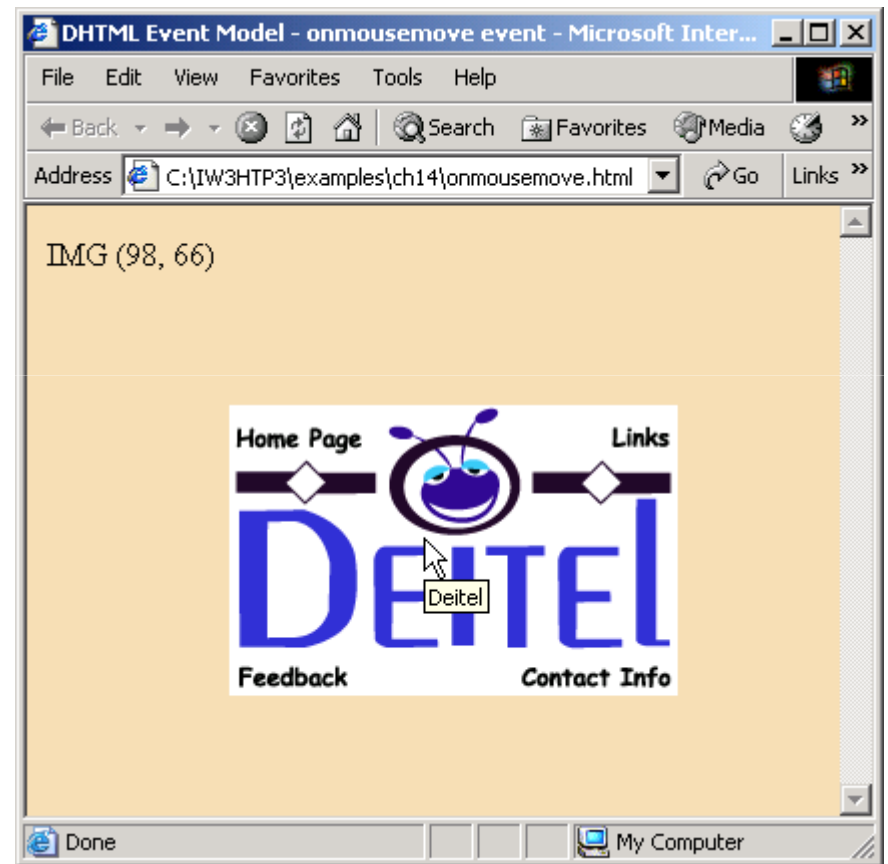 DHTML Event Model - onmousemove event - Microsoft Inter...
File Edit View Favorites Tools Help
Back Search Favorites Media »
Address C:\IW3HTP3\examples\ch14\onmousemove.html Go Links »
IMG (98, 66)
Home Page Links
DEITEL
Deitel
Feedback Contact Info
Done My Computer